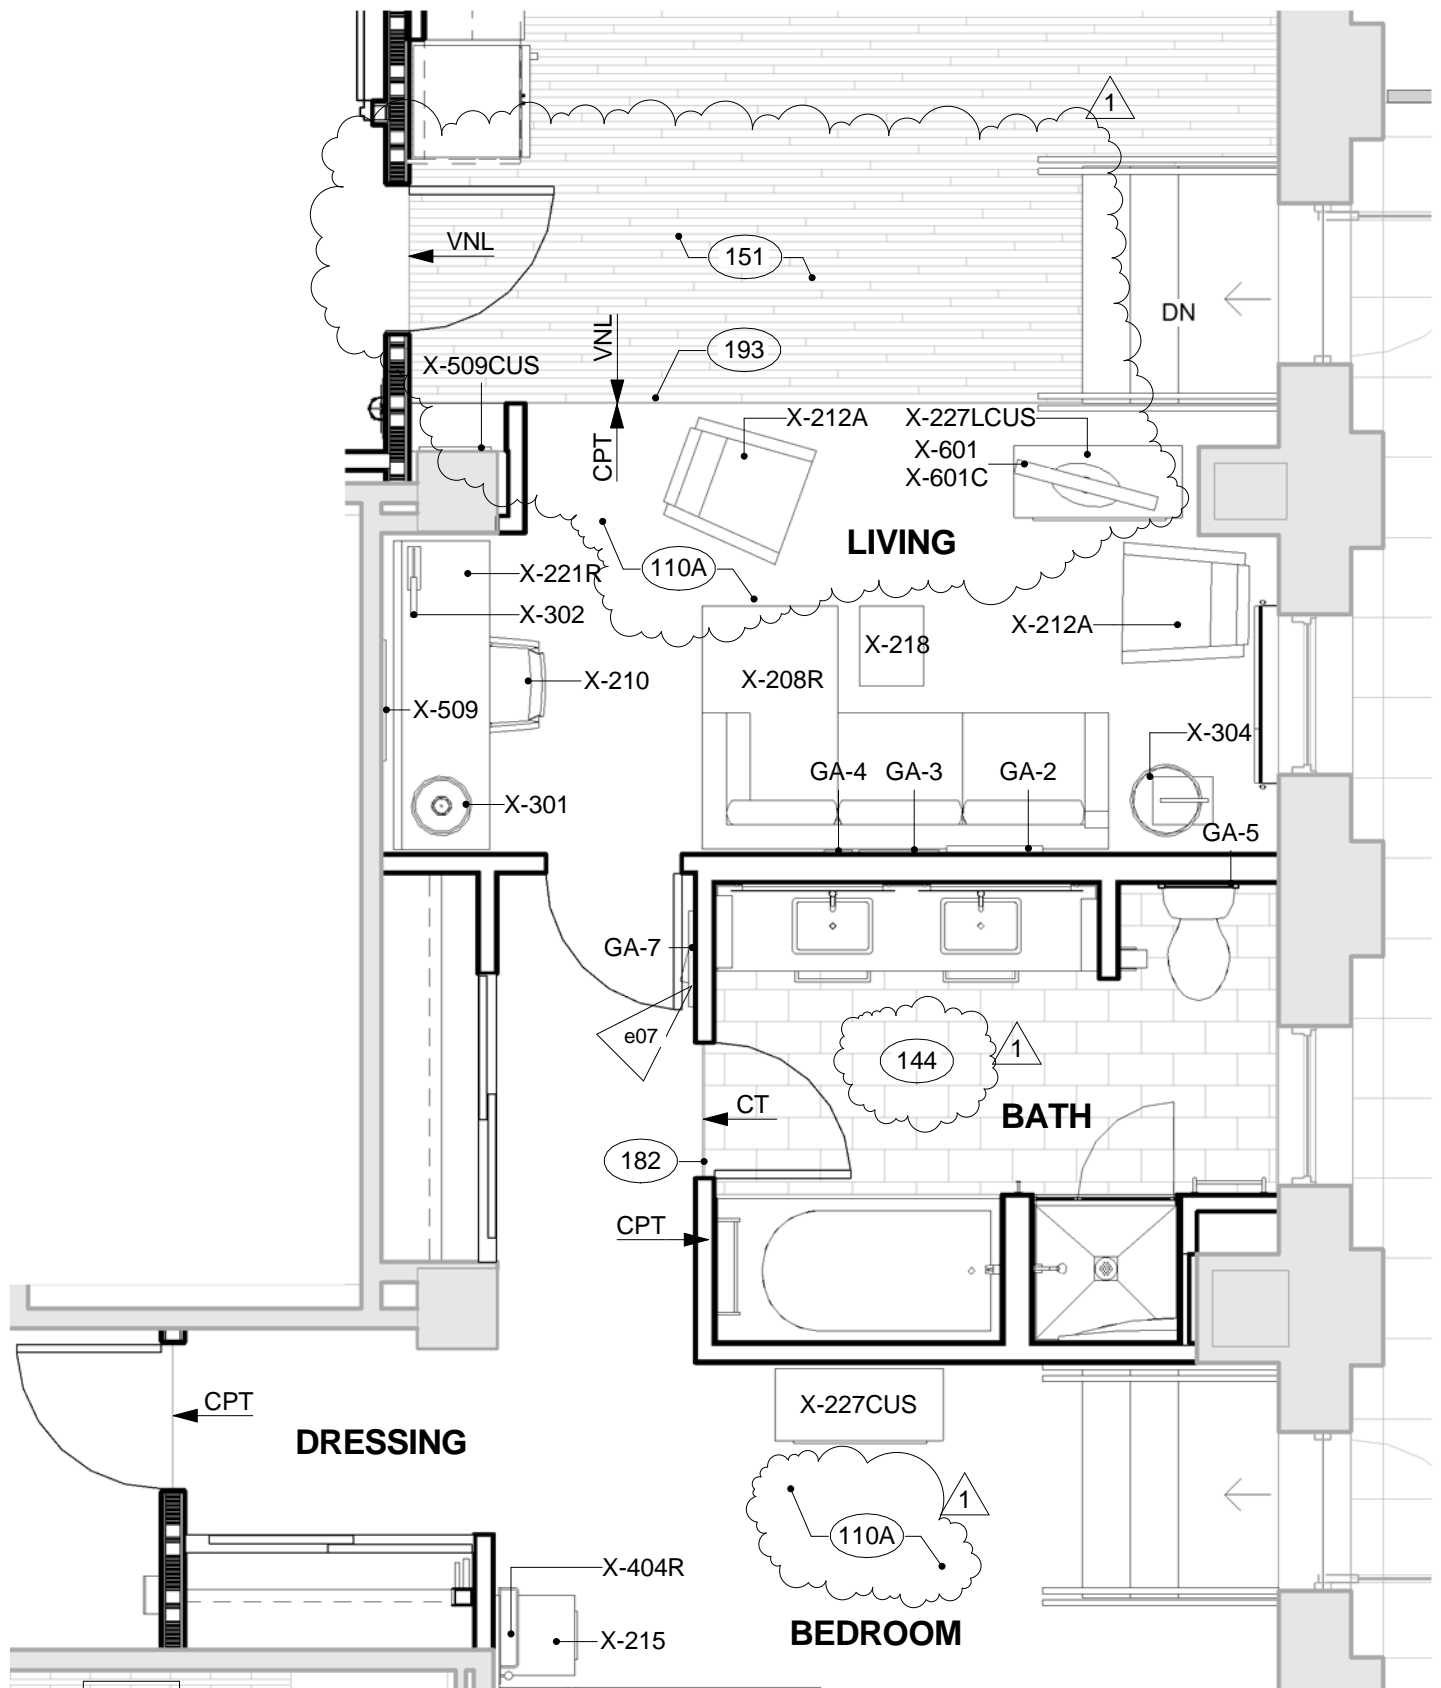 1
VNL
151
DN
VNL
193
X-509CUS
X-212A
X-227LCUS
CPT
X-601
X-601C
LIVING
110A
X-221R
X-302
X-212A
X-218
X-210
X-208R
X-509
X-304
GA-4
GA-3
GA-2
X-301
GA-5
GA-7
e07
144
1
CT
BATH
182
CPT
CPT
X-227CUS
DRESSING
1
110A
X-404R
BEDROOM
X-215